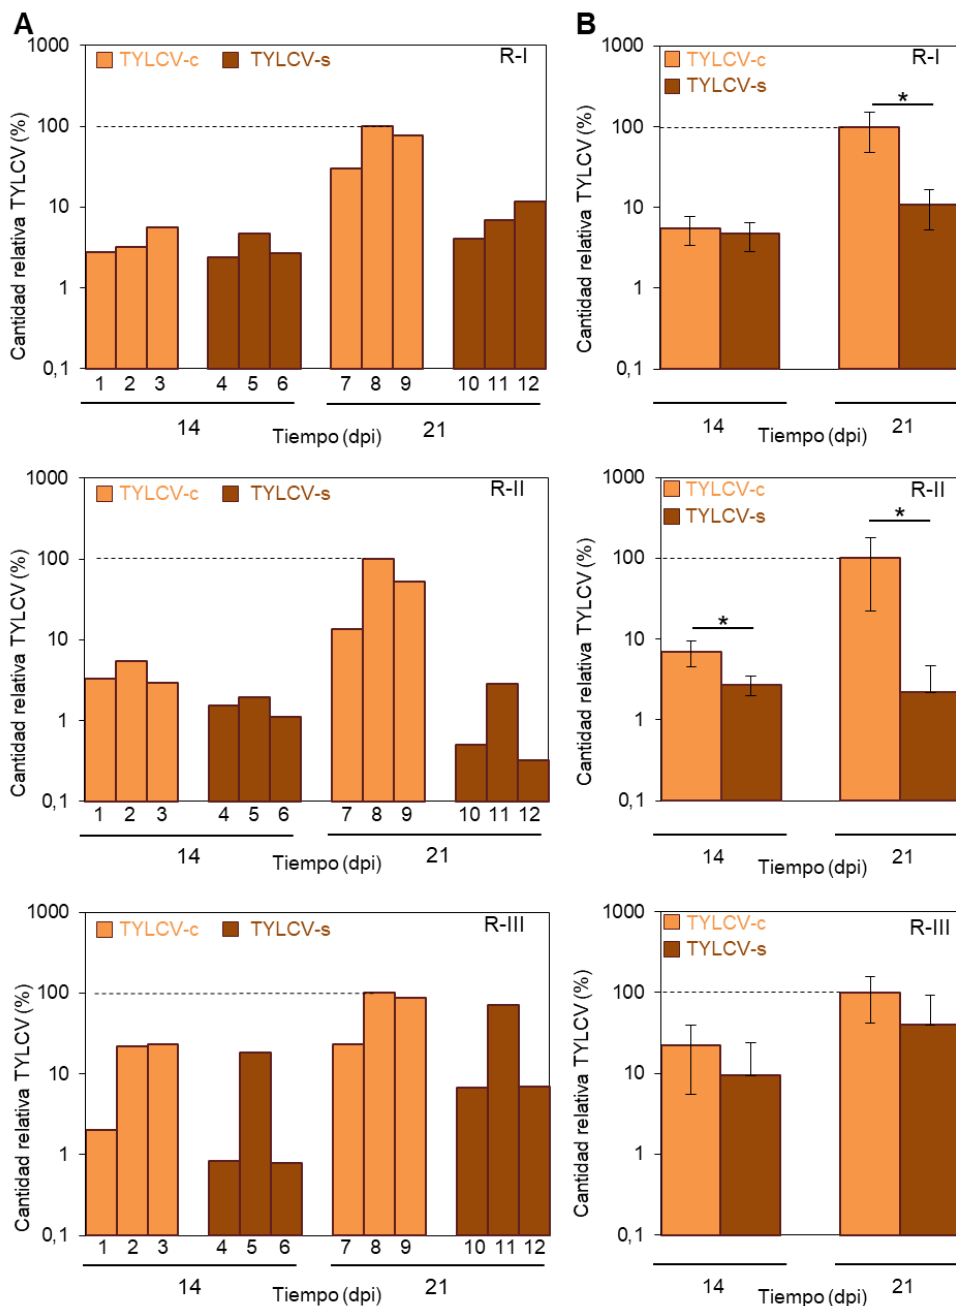 A
Cantidad relativa TYLCV (%)
1000
100
10
1
0,1
TYLCV-c TYLCV-s R-I
1 2 3 4 5 6 7 8 9 10 11 12
14 21
Tiempo (dpi)
B
Cantidad relativa TYLCV (%)
1000
100
10
1
0,1
TYLCV-c R-I
TYLCV-s
*
14 21
Tiempo (dpi)
Cantidad relativa TYLCV (%)
1000
100
10
1
0,1
TYLCV-c TYLCV-s R-II
1 2 3 4 5 6 7 8 9 10 11 12
14 21
Tiempo (dpi)
Cantidad relativa TYLCV (%)
1000
100
10
1
0,1
TYLCV-c R-II
TYLCV-s
* *
14 21
Tiempo (dpi)
Cantidad relativa TYLCV (%)
1000
100
10
1
0,1
TYLCV-c TYLCV-s R-III
1 2 3 4 5 6 7 8 9 10 11 12
14 21
Tiempo (dpi)
Cantidad relativa TYLCV (%)
1000
100
10
1
0,1
TYLCV-c R-III
TYLCV-s
14 21
Tiempo (dpi)